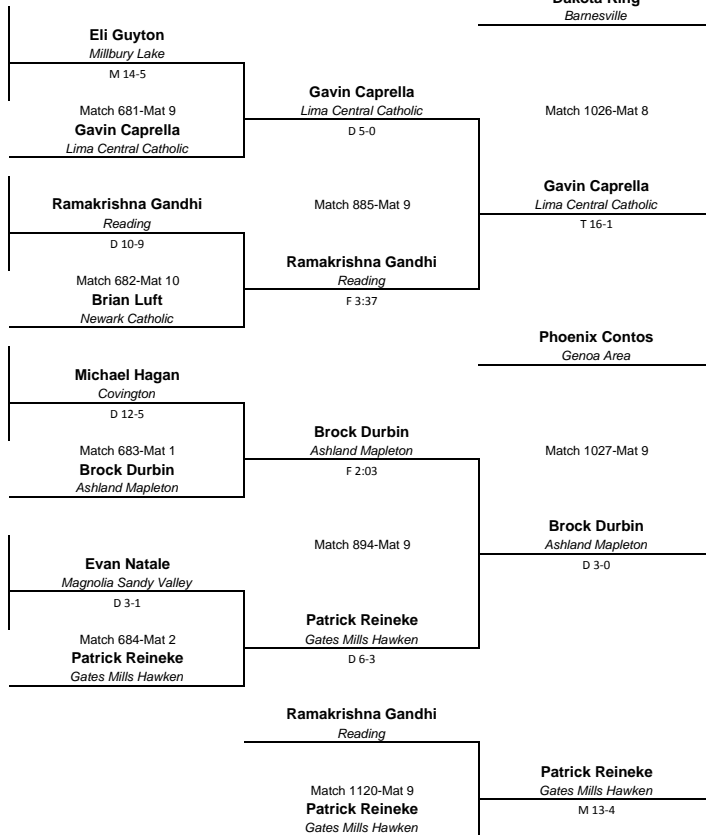 Dakota King
Barnesville
Eli Guyton
Millbury Lake
M 14-5
Match 681-Mat 9
Gavin Caprella
Lima Central Catholic
Gavin Caprella
Lima Central Catholic
D 5-0
Match 1026-Mat 8
Ramakrishna Gandhi
Reading
D 10-9
Match 682-Mat 10
Brian Luft
Newark Catholic
Match 885-Mat 9
Ramakrishna Gandhi
Reading
F 3:37
Gavin Caprella
Lima Central Catholic
T 16-1
Phoenix Contos
Genoa Area
Michael Hagan
Covington
D 12-5
Match 683-Mat 1
Brock Durbin
Ashland Mapleton
Brock Durbin
Ashland Mapleton
F 2:03
Match 1027-Mat 9
Evan Natale
Magnolia Sandy Valley
D 3-1
Match 684-Mat 2
Patrick Reineke
Gates Mills Hawken
Match 894-Mat 9
Patrick Reineke
Gates Mills Hawken
D 6-3
Brock Durbin
Ashland Mapleton
D 3-0
Ramakrishna Gandhi
Reading
Match 1120-Mat 9
Patrick Reineke
Gates Mills Hawken
Patrick Reineke
Gates Mills Hawken
M 13-4